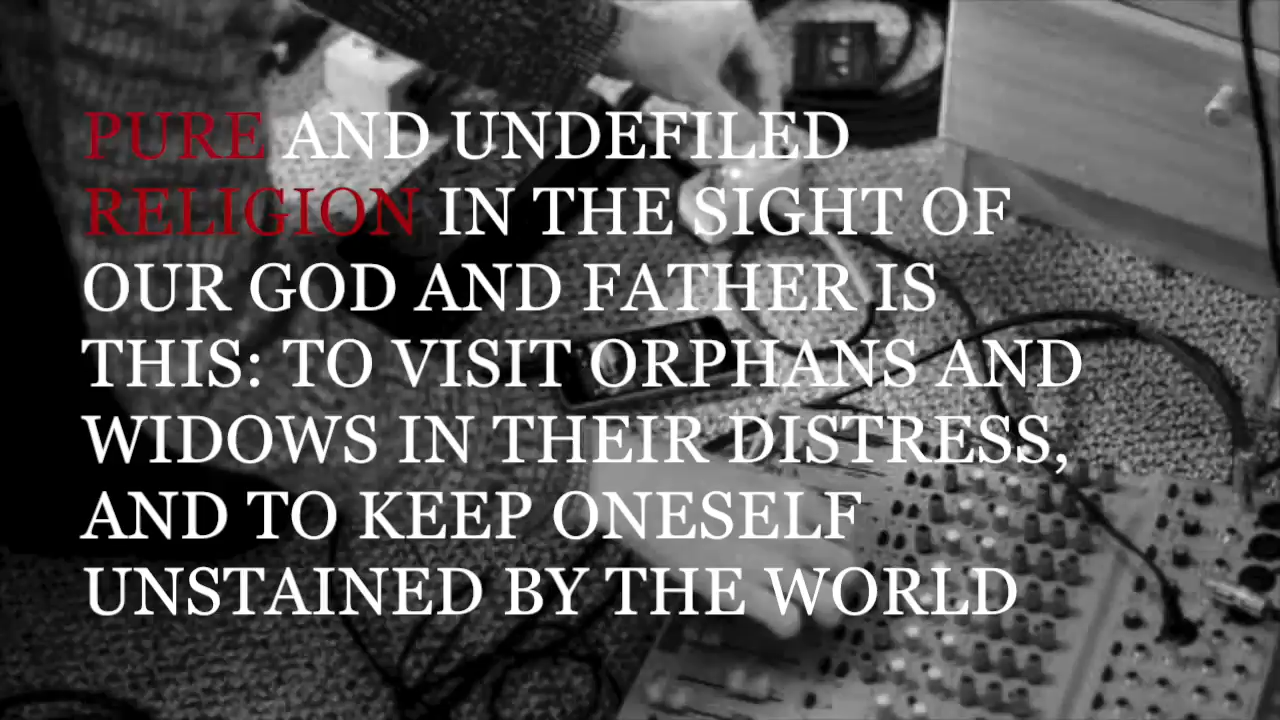 PURE AND UNDEFILED
RELIGION IN THE SIGHT OF
OUR GOD AND FATHER IS
THIS: TO VISIT ORPHANS AND
WIDOWS IN THEIR DISTRESS,
AND TO KEEP ONESELF
UNSTAINED BY THE WORLD